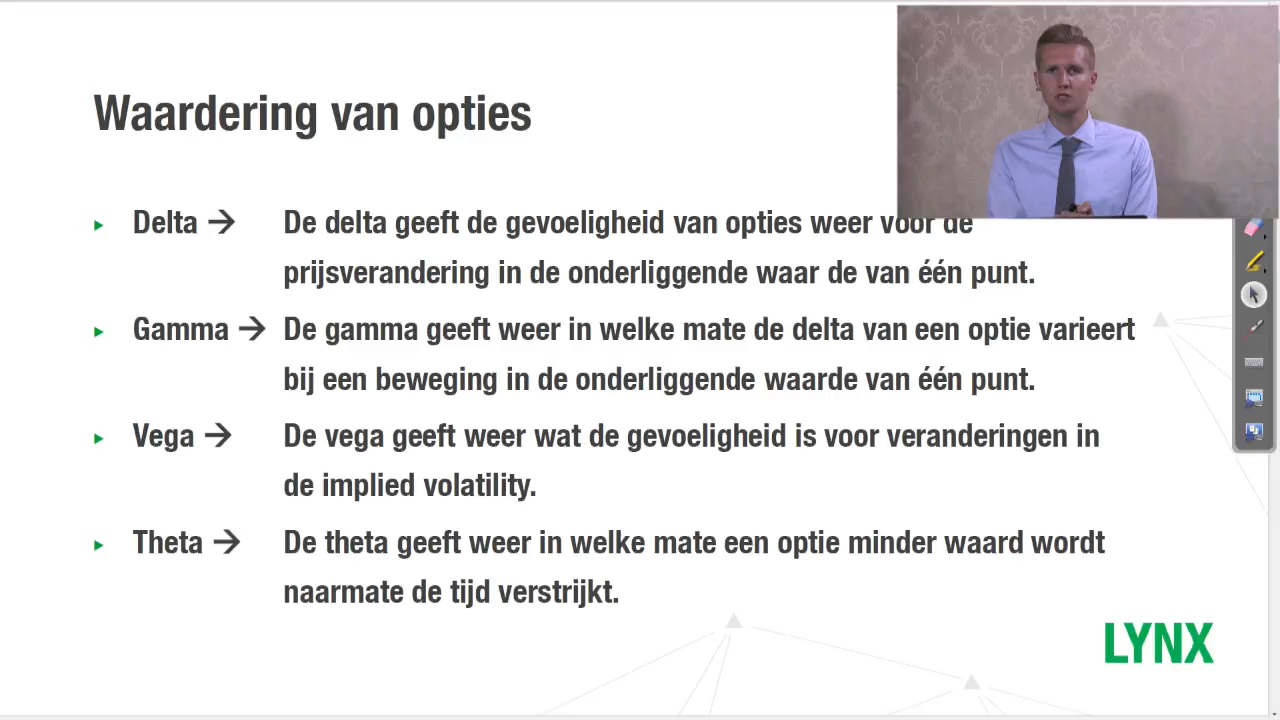 Waardering van opties
Delta → De delta geeft de gevoeligheid van opties weer voor de
prijsverandering in de onderliggende waar de van één punt.
Gamma → De gamma geeft weer in welke mate de delta van een optie varieert
bij een beweging in de onderliggende waarde van één punt.
Vega → De vega geeft weer wat de gevoeligheid is voor veranderingen in
de implied volatility.
Theta → De theta geeft weer in welke mate een optie minder waard wordt
naarmate de tijd verstrijkt.
LYNX